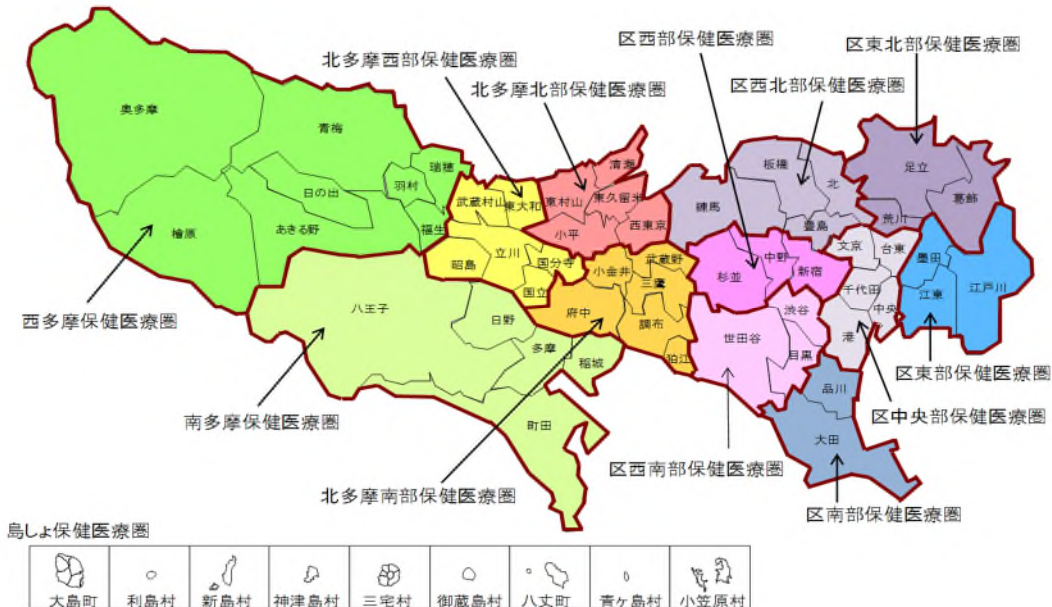 区東北部保健医療圏
区西部保健医療圏
北多摩西部保健医療圏
区西北部保健医療圏
北多摩北部保健医療圏
奥多摩
青梅
瑞穂
羽村
日の出
福生
あきる野
檜原
武蔵村山
東大和
立川
昭島
国分寺
国立
清瀬
東村山
東久留米
小平
西東京
小金井
武蔵野
三鷹
府中
調布
狛江
八王子
日野
多摩
稲城
町田
練馬
板橋
北
豊島
杉並
中野
新宿
渋谷
世田谷
目黒
足立
葛飾
荒川
文京
台東
千代田
中央
港
墨田
江東
江戸川
品川
大田
西多摩保健医療圏
区東部保健医療圏
南多摩保健医療圏
区中央部保健医療圏
区西南部保健医療圏
北多摩南部保健医療圏
区南部保健医療圏
島しょ保健医療圏
大島町 利島村 新島村 神津島村 三宅村 御蔵島村 八丈町 青ヶ島村 小笠原村